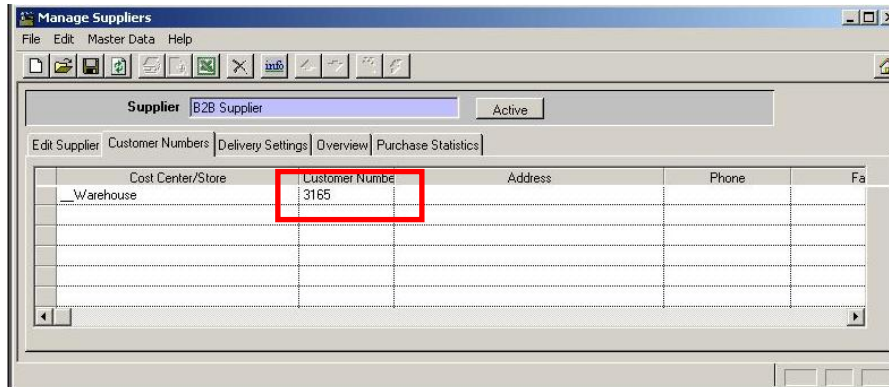 Manage Suppliers
File Edit Master Data Help
info
Supplier B2B Supplier Active
Edit Supplier Customer Numbers Delivery Settings Overview Purchase Statistics
Cost Center/Store Customer Numbe Address Phone Fa
__Warehouse 3165